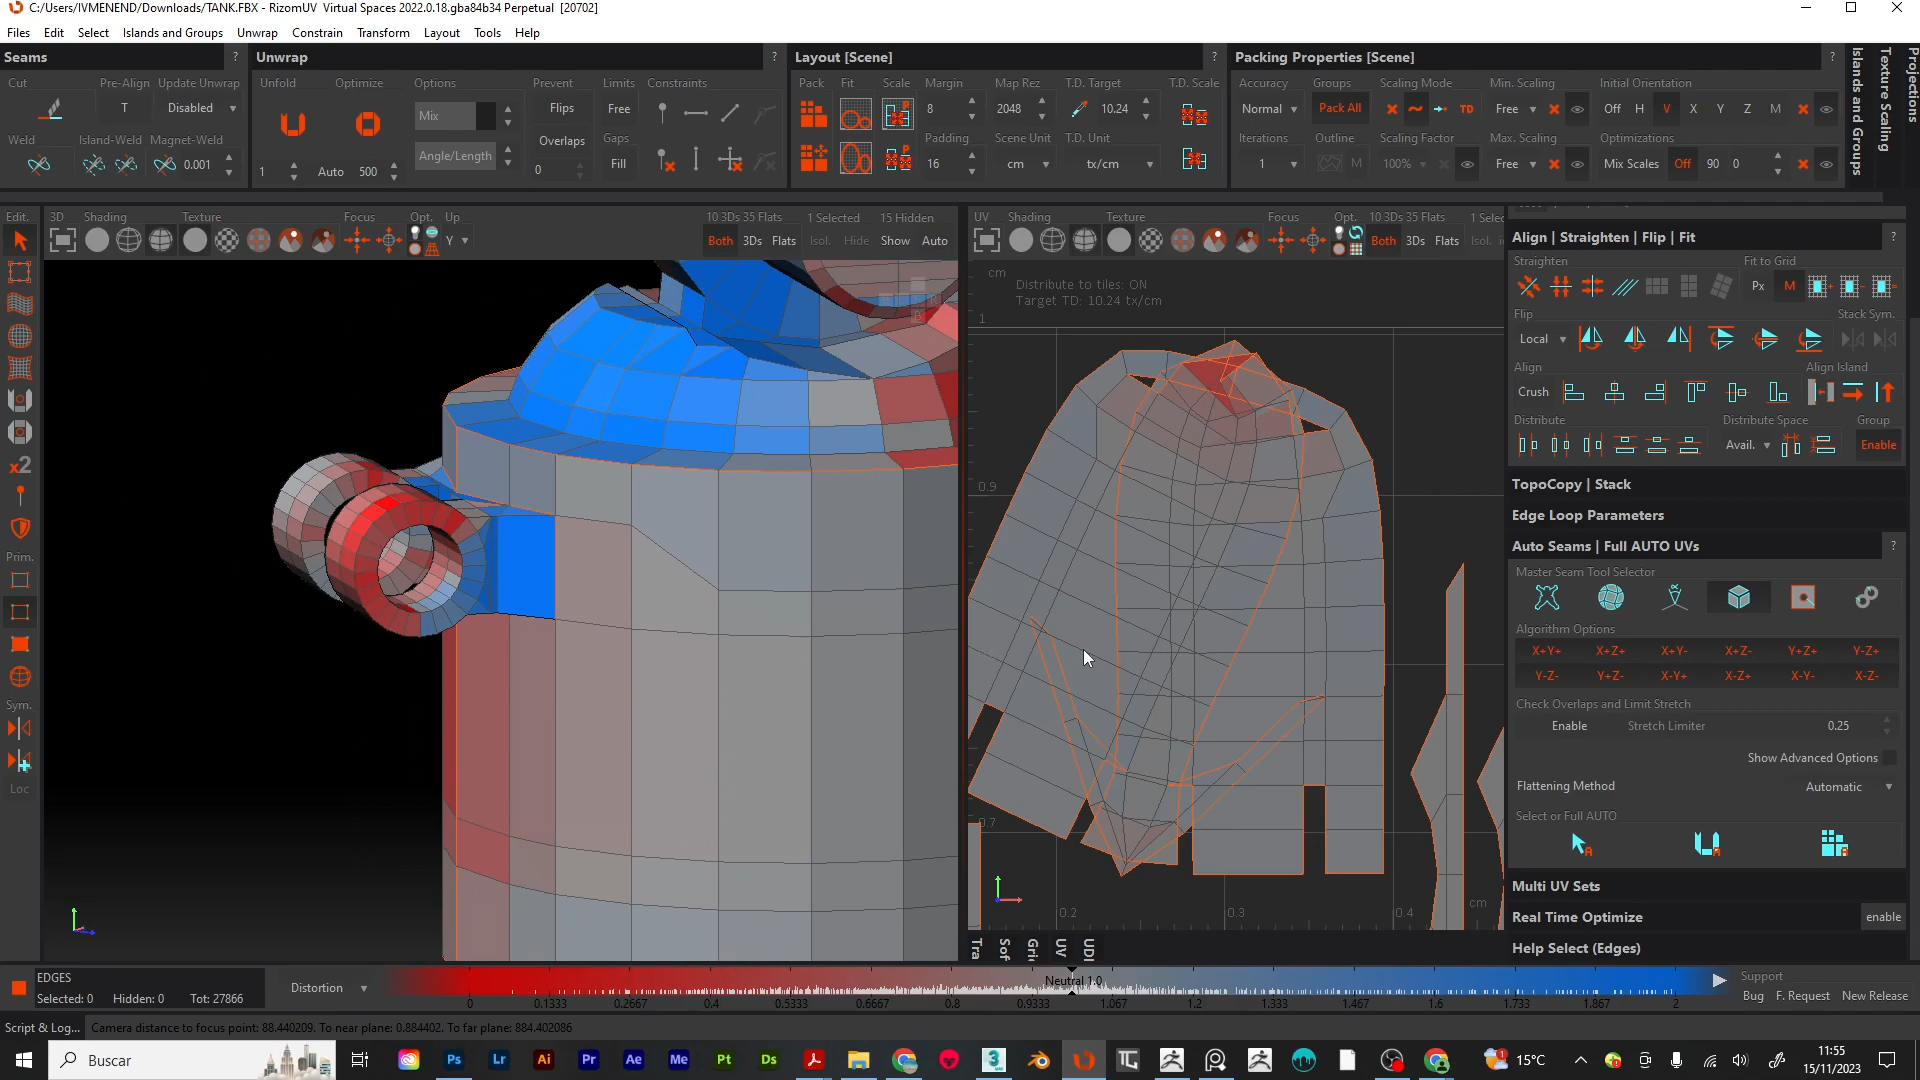 C:/Users/IVMENEND/Downloads/TANK.FBX - RizomUV Virtual Spaces 2022.0.18.gba84b34 Perpetual [20702]
Files Edit Select Islands and Groups Unwrap Constrain Transform Layout Tools Help
Seams ? Unwrap ? Layout [Scene] ? Packing Properties [Scene] ?
Cut Pre-Align Update Unwrap Unfold Optimize Options Prevent Limits Constraints Pack Fit Scale Margin Map Rez T.D. Target T.D. Scale Accuracy Groups Scaling Mode Min. Scaling Initial Orientation
T Disabled Mix Flips Free 8 2048 10.24 Normal Pack All TD Free Off H V X Y Z M
Weld Island-Weld Magnet-Weld Overlaps Gaps Padding Scene Unit T.D. Unit Iterations Outline Scaling Factor Max. Scaling Optimizations
0.001 1 Auto 500 Angle/Length 0 Fill 16 cm tx/cm 1 M 100% Free Mix Scales Off 90 0
Islands and Groups
Texture Scaling
Projections
Edit. 3D Shading Texture Focus Opt. Up 10 3Ds 35 Flats 1 Selected 15 Hidden
Y Both 3Ds Flats Isol. Hide Show Auto
UV Shading Texture Focus Opt. 10 3Ds 35 Flats 1 Selec
Both 3Ds Flats Isol.
cm Distribute to tiles: ON
Target TD: 10.24 tx/cm
1
0.9
0.7
0.2 0.3 0.4 cm
x2
Prim.
Sym.
Loc
Align | Straighten | Flip | Fit ?
Straighten Fit to Grid
Px M
Flip Stack Sym.
Local
Align Align Island
Crush
Distribute Distribute Space Group
Avail. Enable
TopoCopy | Stack
Edge Loop Parameters
Auto Seams | Full AUTO UVs ?
Master Seam Tool Selector
Algorithm Options
X+Y+ X+Z+ X+Y- X+Z- Y+Z+ Y-Z+
Y-Z- Y+Z- X-Y+ X-Z+ X-Y- X-Z-
Check Overlaps and Limit Stretch
Enable Stretch Limiter 0.25
Show Advanced Options
Flattening Method Automatic
Select or Full AUTO
Multi UV Sets
Real Time Optimize enable
Help Select (Edges)
Tra Sof Gri UV UDI
EDGES
Selected: 0 Hidden: 0 Tot: 27866
Distortion
Neutral 1.0
0 0.1333 0.2667 0.4 0.5333 0.6667 0.8 0.9333 1.067 1.2 1.333 1.467 1.6 1.733 1.867 2
Support
Bug F. Request New Release
Script & Log... Camera distance to focus point: 88.440209. To near plane: 0.884402. To far plane: 884.402086
Buscar Ps Lr Ai Pr Ae Me Pt Ds 3 15°C
11:55
15/11/2023